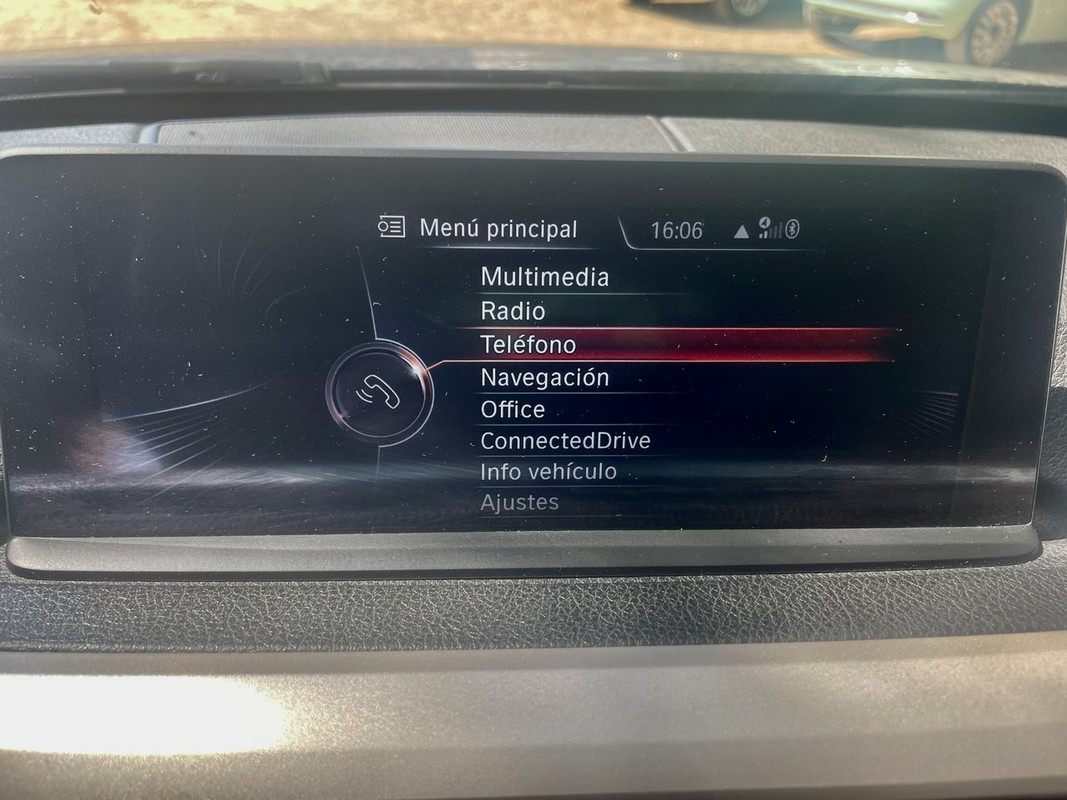 Menú principal 16:06
Multimedia
Radio
Teléfono
Navegación
Office
ConnectedDrive
Info vehículo
Ajustes